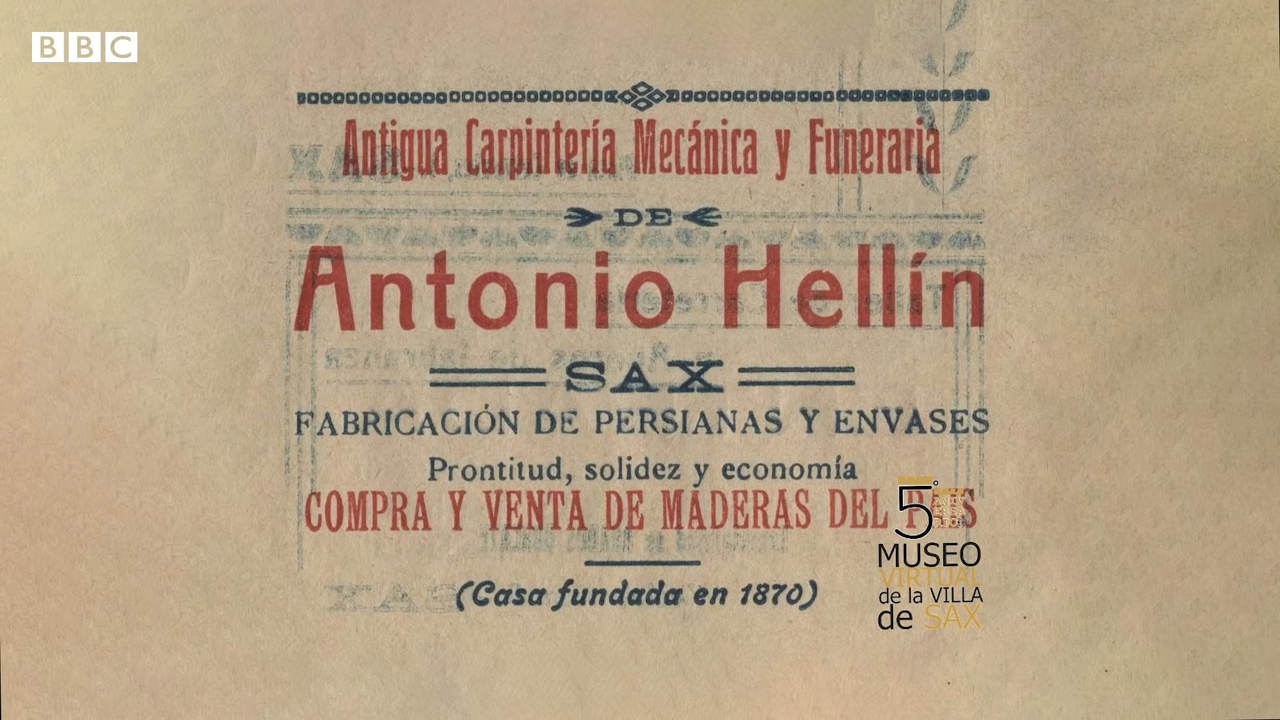 BBC
Antigua Carpintería Mecánica y Funeraria
DE
Antonio Hellín
SAX
FABRICACIÓN DE PERSIANAS Y ENVASES
Prontitud, solidez y economía
COMPRA Y VENTA DE MADERAS DEL
(Casa fundada en 1870)
5º
MUSEO
VIRTUAL
de la VILLA
de SAX